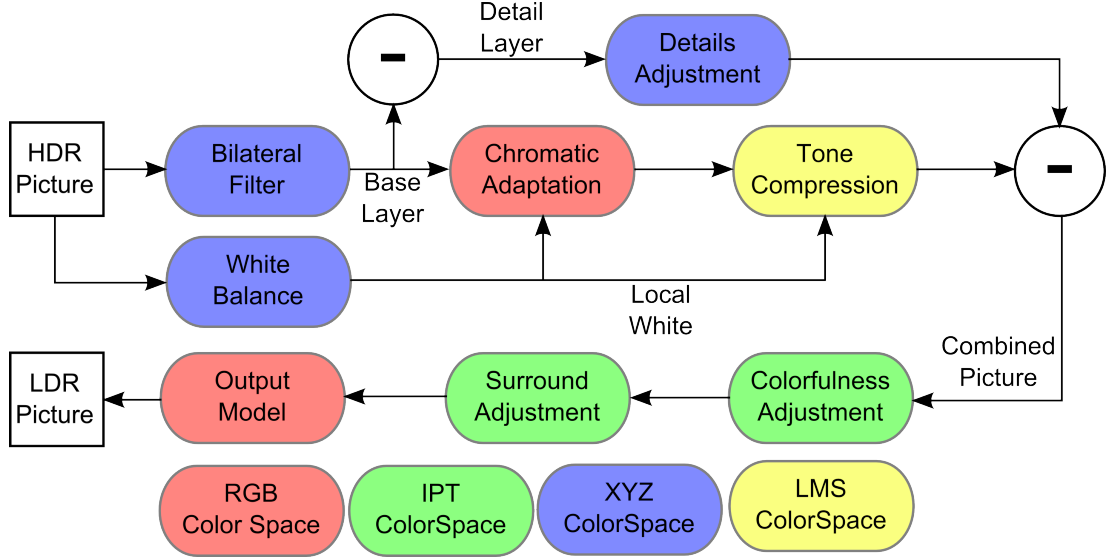 Detail
Layer
-
Details
Adjustment
HDR
Picture
Bilateral
Filter
Base
Layer
Chromatic
Adaptation
Tone
Compression
-
White
Balance
Local
White
Combined
Picture
LDR
Picture
Output
Model
Surround
Adjustment
Colorfulness
Adjustment
RGB
Color Space
IPT
ColorSpace
XYZ
ColorSpace
LMS
ColorSpace